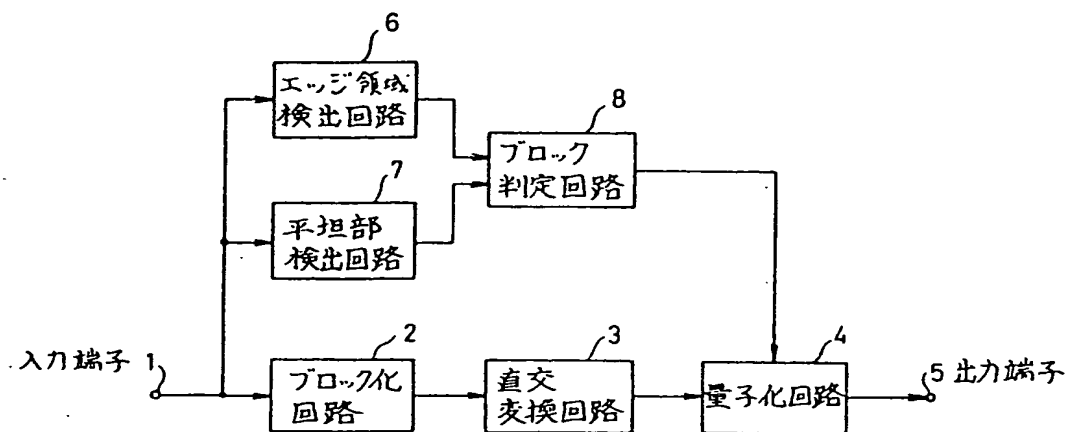 6
エッジ領域
検出回路
8
ブロック
判定回路
7
平坦部
検出回路
入力端子 1
2
ブロック化
回路
3
直交
変換回路
4
量子化回路
5 出力端子